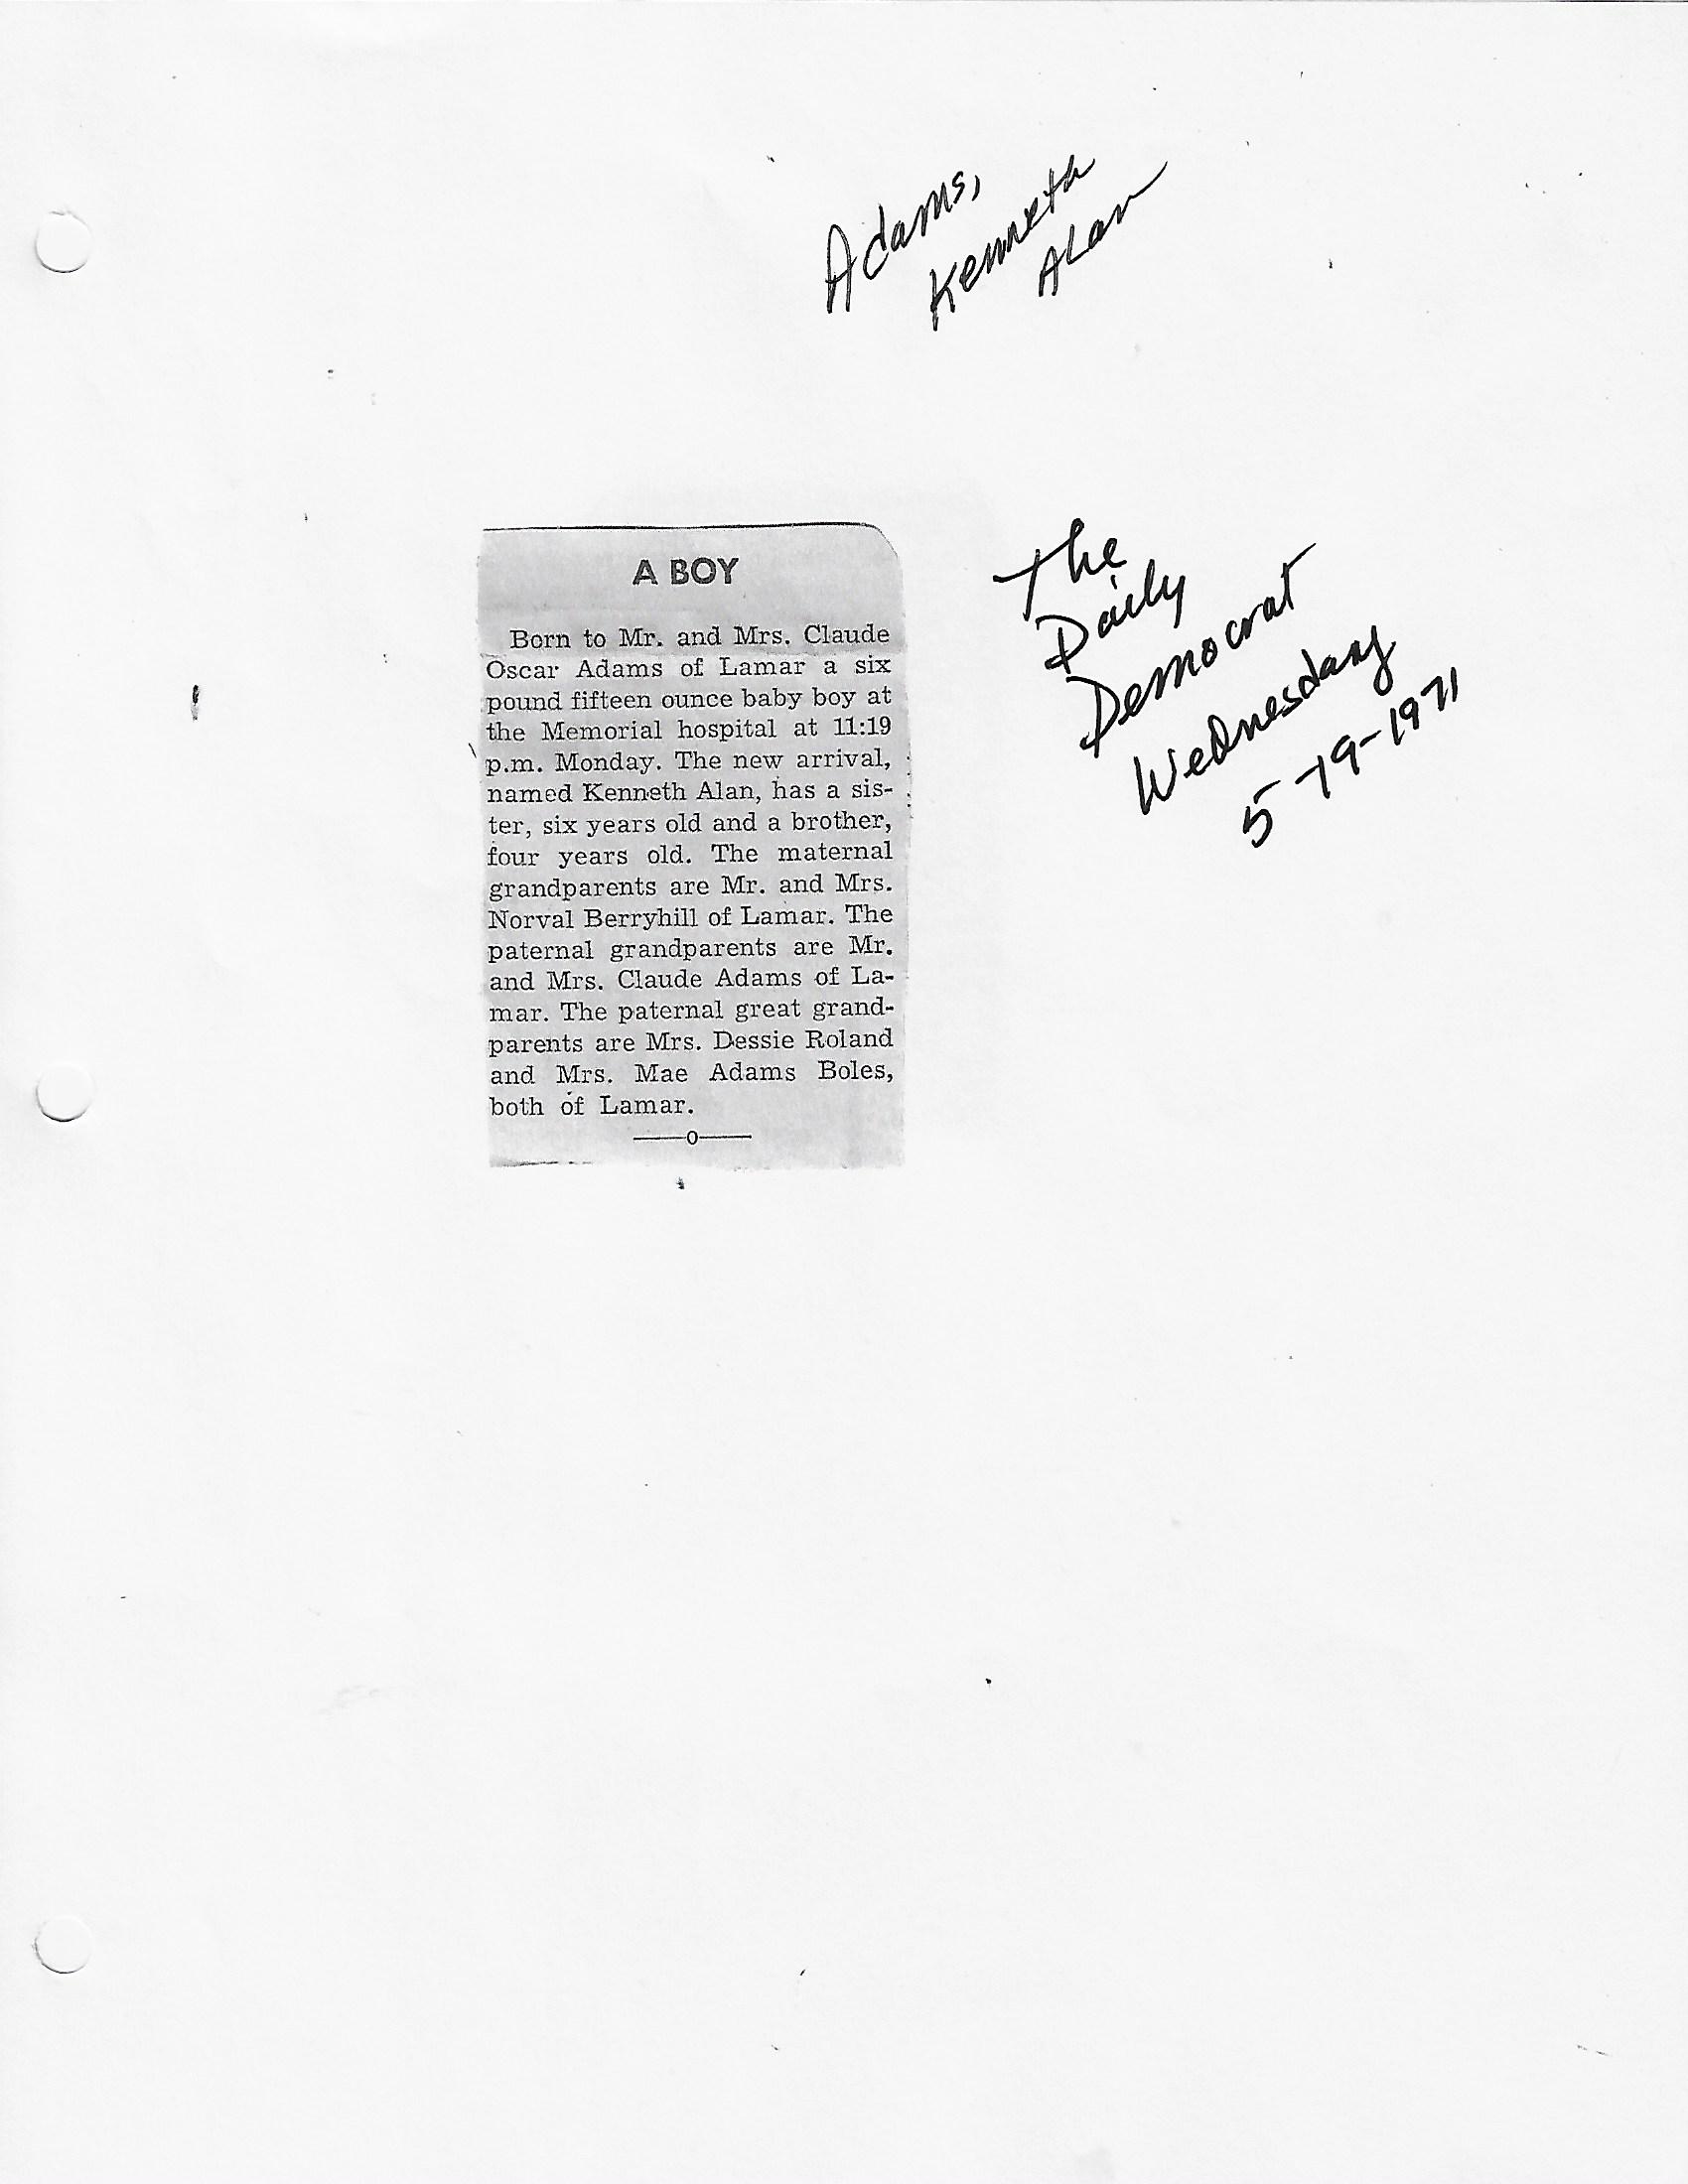 Adams,
Kenneth
Alan
The
Daily
Democrat
Wednesday
5-19-1971
A BOY
Born to Mr. and Mrs. Claude
Oscar Adams of Lamar a six
pound fifteen ounce baby boy at
the Memorial hospital at 11:19
p.m. Monday. The new arrival,
named Kenneth Alan, has a sis-
ter, six years old and a brother,
four years old. The maternal
grandparents are Mr. and Mrs.
Norval Berryhill of Lamar. The
paternal grandparents are Mr.
and Mrs. Claude Adams of La-
mar. The paternal great grand-
parents are Mrs. Dessie Roland
and Mrs. Mae Adams Boles,
both of Lamar.
——o——